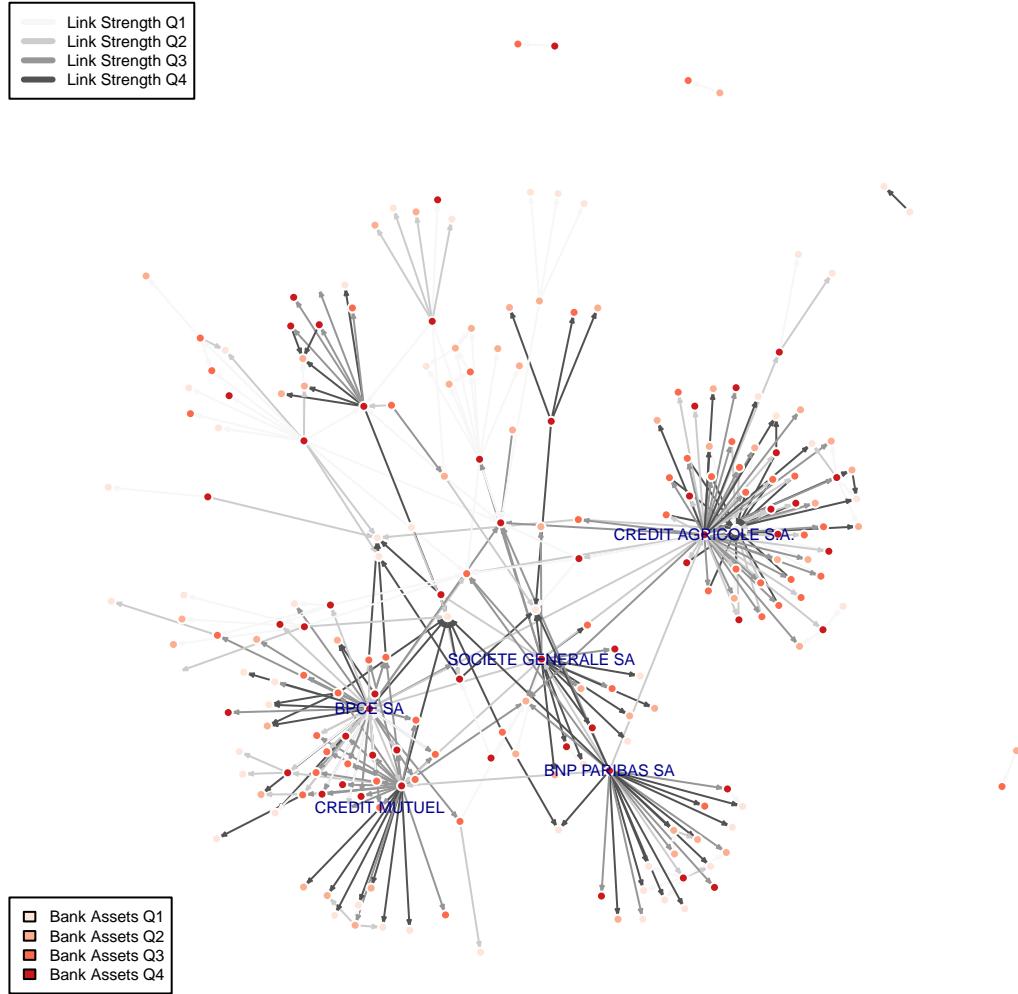 Link Strength Q1
Link Strength Q2
Link Strength Q3
Link Strength Q4
CREDIT AGRICOLE S.A.
SOCIETE GENERALE SA
BPCE SA
BNP PARIBAS SA
CREDIT MUTUEL
Bank Assets Q1
Bank Assets Q2
Bank Assets Q3
Bank Assets Q4